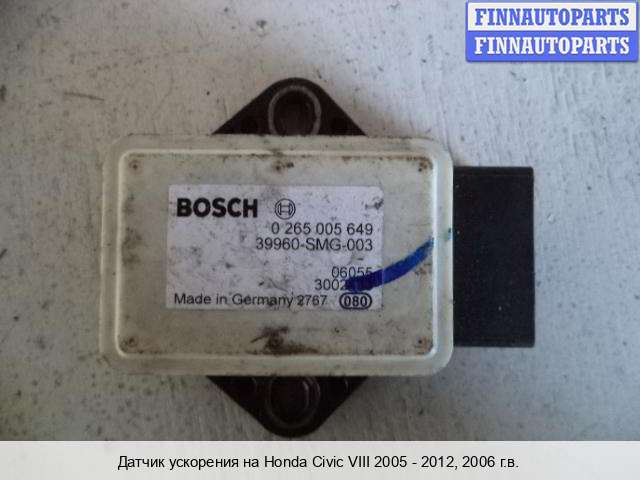 FINNAUTOPARTS
FINNAUTOPARTS
BOSCH
0 265 005 649
39960-SMG-003
06055
Made in Germany 2767 080
Датчик ускорения на Honda Civic VIII 2005 - 2012, 2006 г.в.